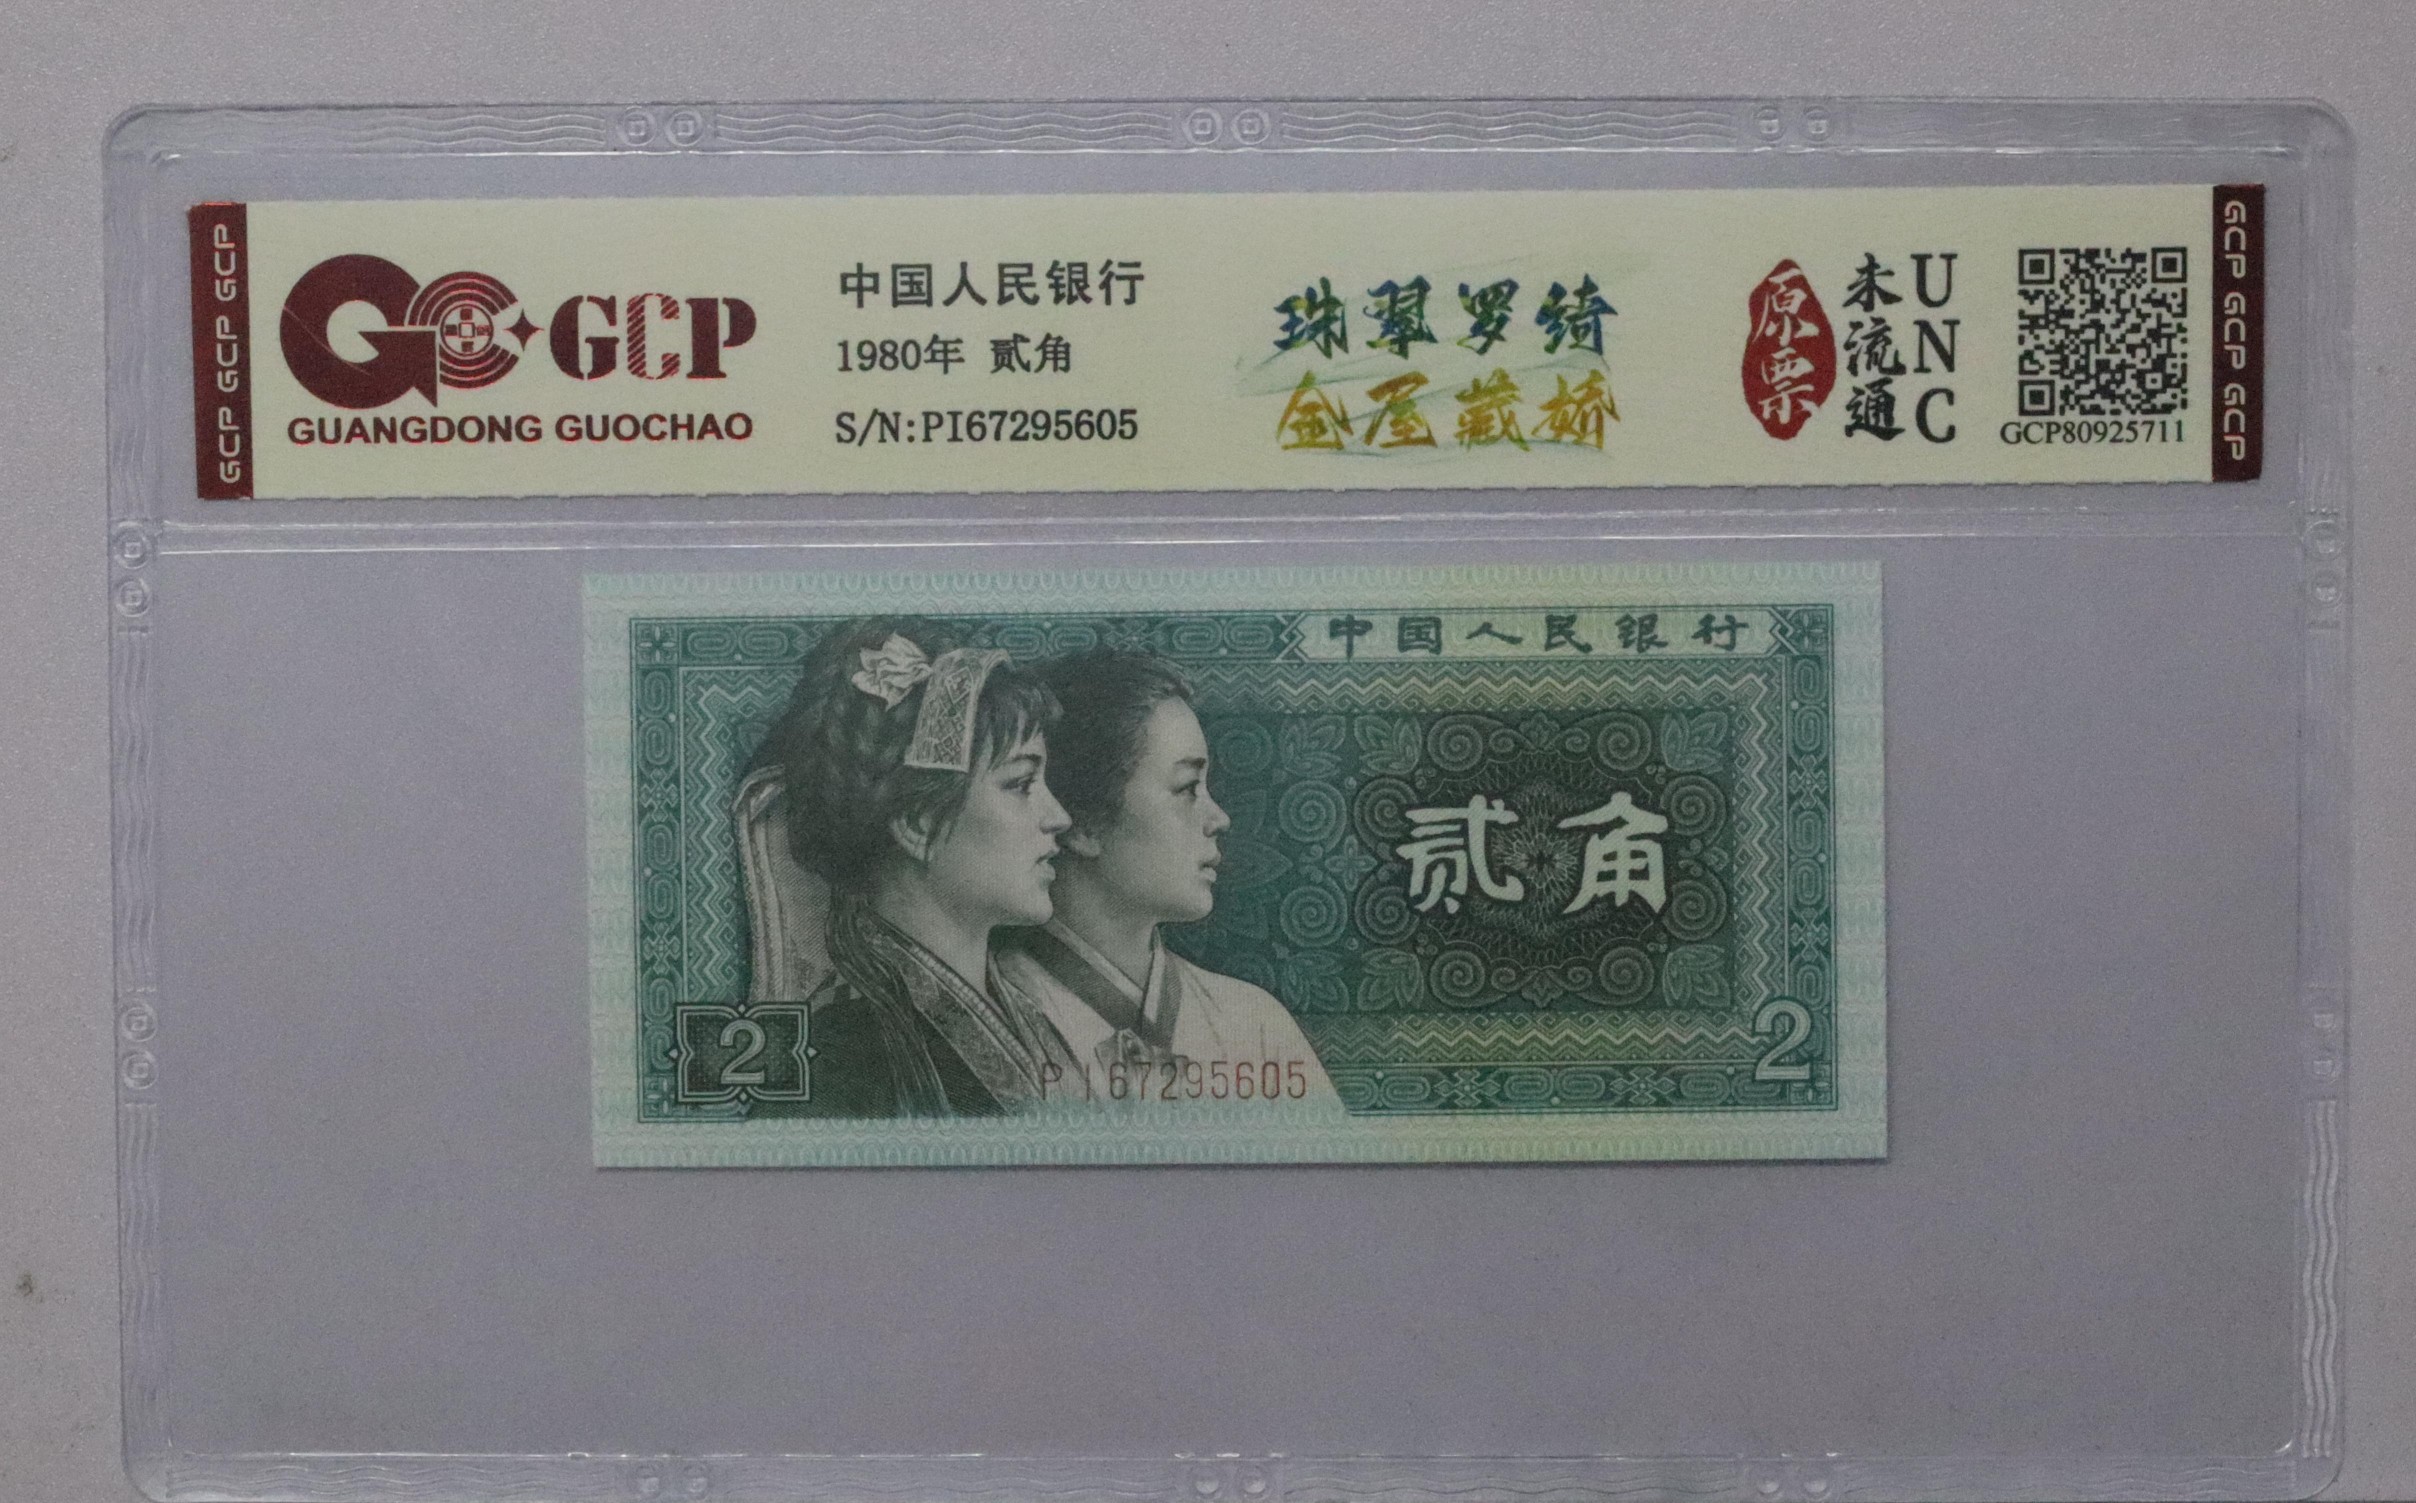 GCP GCP GCP
GCP
GUANGDONG GUOCHAO
中国人民银行
1980年 贰角
S/N:PI67295605
珠翠罗绮
金屋藏娇
原票
未流通
UNC
GCP80925711
GCP GCP GCP
中国人民银行
贰角
2
2
PI67295605